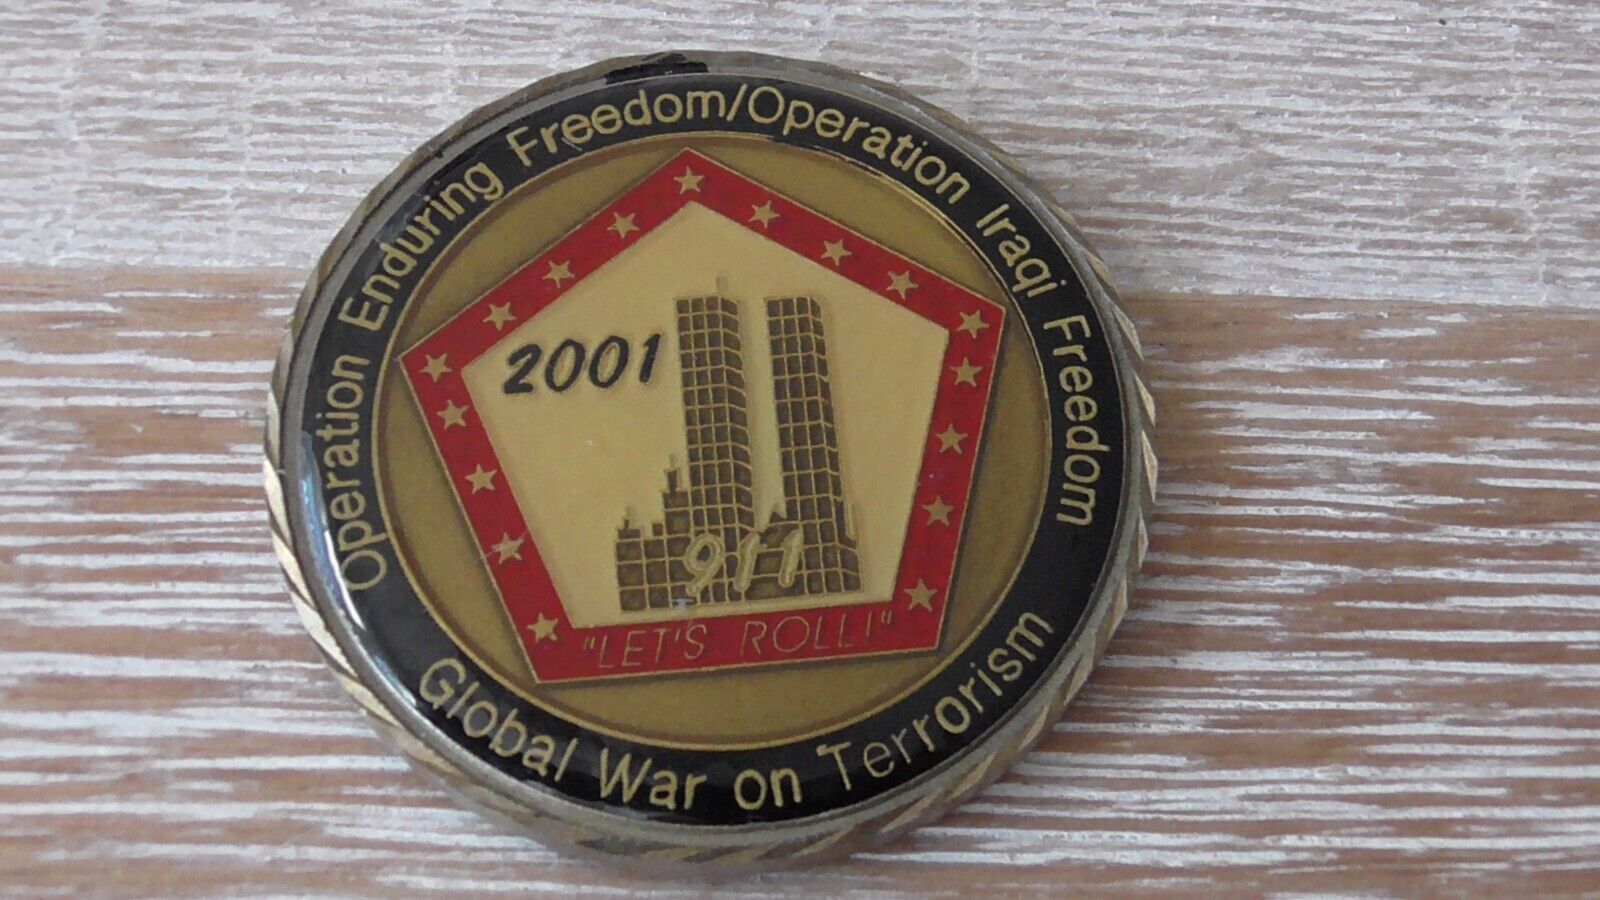 Operation Enduring Freedom/Operation Iraqi Freedom
2001
911
"LET'S ROLL!"
Global War on Terrorism